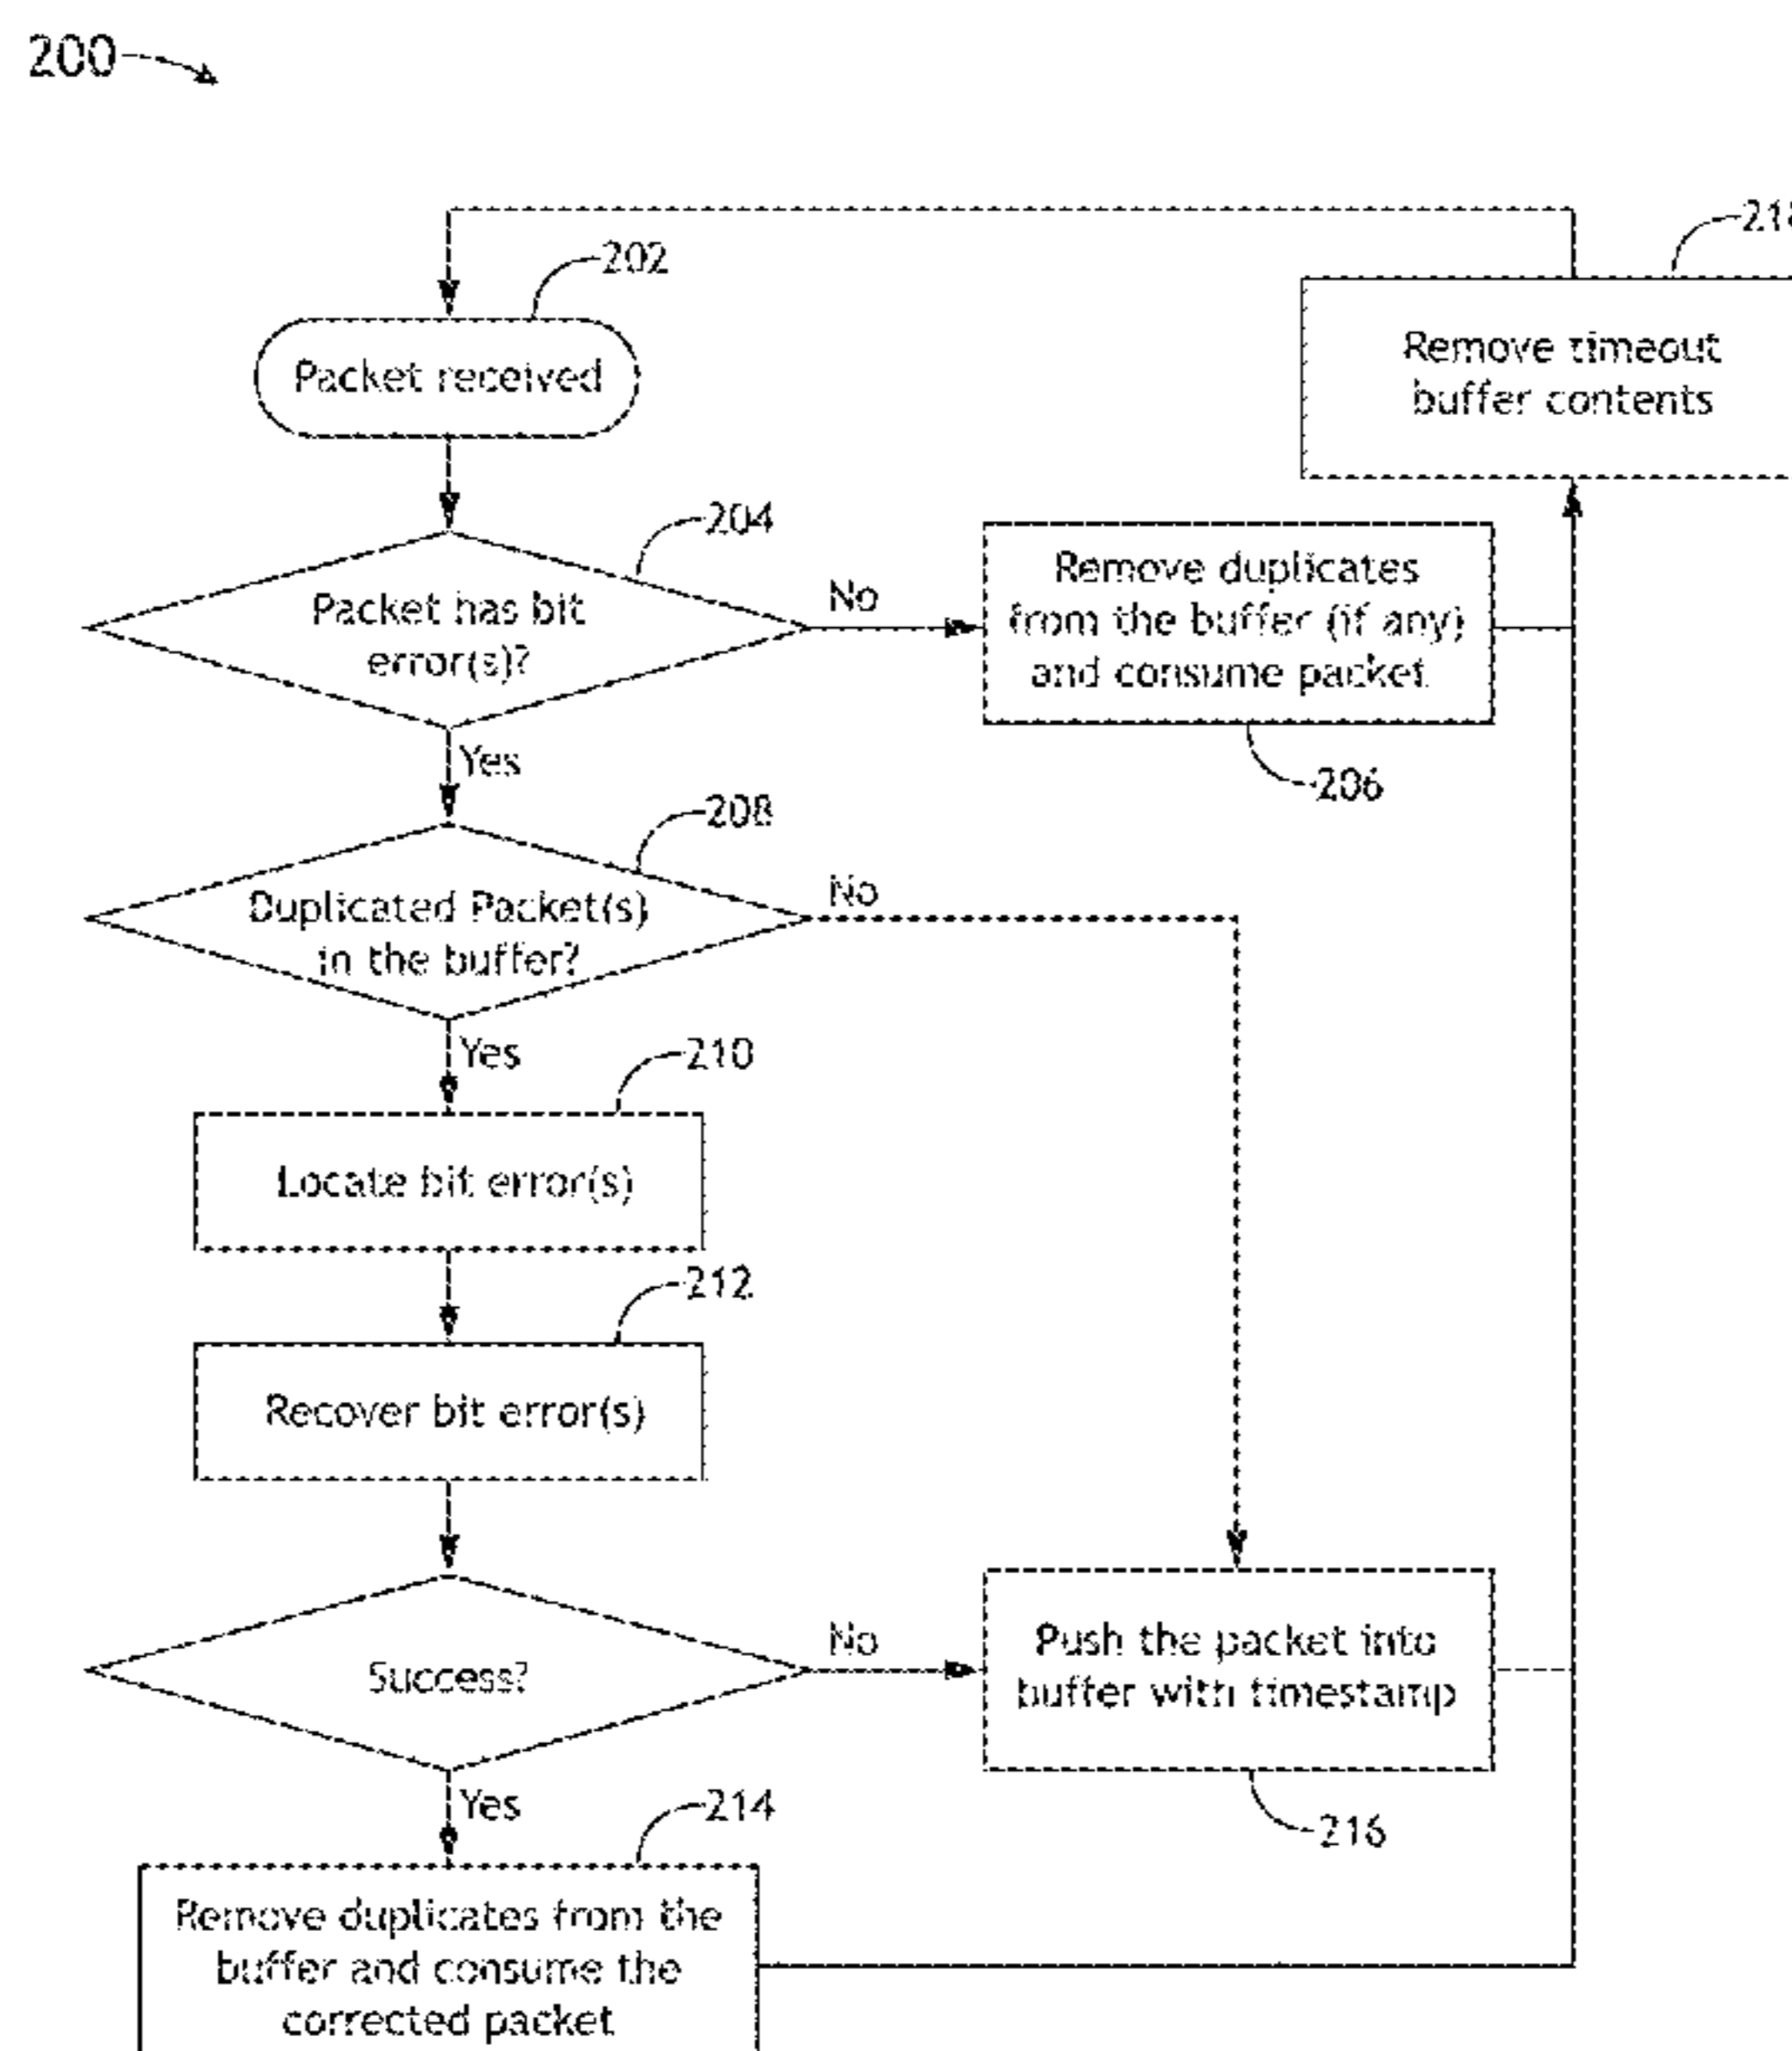 200
202
Packet received
Remove timeout
buffer contents
204
Packet has bit
error(s)?
No
Remove duplicates
from the buffer (if any)
and consume packet
206
Yes
208
Duplicated Packet(s)
in the buffer?
No
Yes
210
Locate bit error(s)
212
Recover bit error(s)
Success?
No
Push the packet into
buffer with timestamp
216
Yes
214
Remove duplicates from the
buffer and consume the
corrected packet